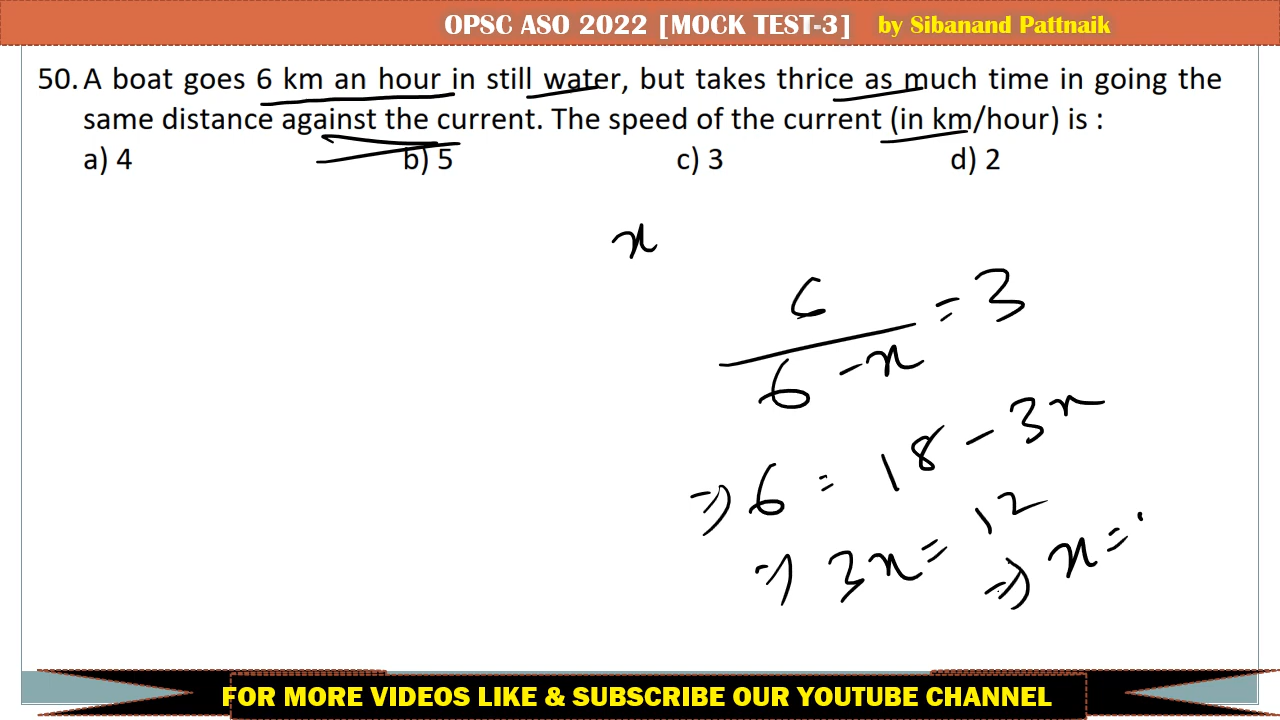 OPSC ASO 2022 [MOCK TEST-3] by Sibanand Pattnaik
50. A boat goes 6 km an hour in still water, but takes thrice as much time in going the
same distance against the current. The speed of the current (in km/hour) is :
a) 4 b) 5 c) 3 d) 2
x
6
6 - x = 3
⇒ 6 = 18 - 3x
⇒ 3x = 12
⇒ x =
FOR MORE VIDEOS LIKE & SUBSCRIBE OUR YOUTUBE CHANNEL